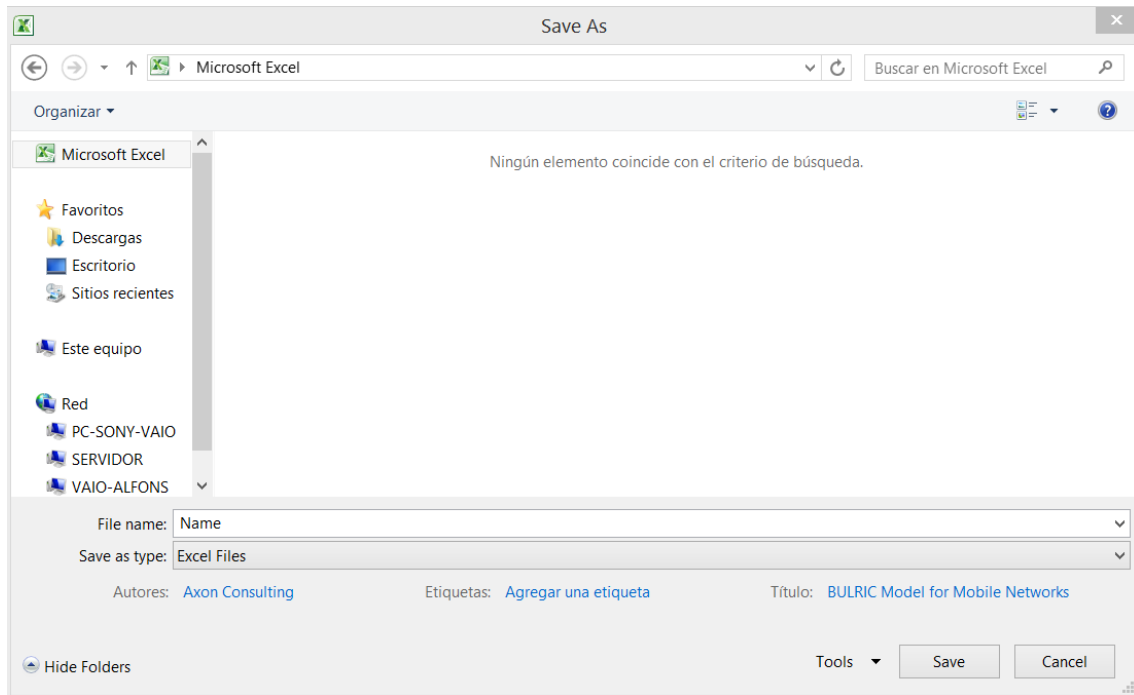 Save As
Microsoft Excel
Buscar en Microsoft Excel
Organizar
Microsoft Excel
Ningún elemento coincide con el criterio de búsqueda.
Favoritos
Descargas
Escritorio
Sitios recientes
Este equipo
Red
PC-SONY-VAIO
SERVIDOR
VAIO-ALFONS
File name: Name
Save as type: Excel Files
Autores: Axon Consulting Etiquetas: Agregar una etiqueta Título: BULRIC Model for Mobile Networks
Hide Folders Tools Save Cancel